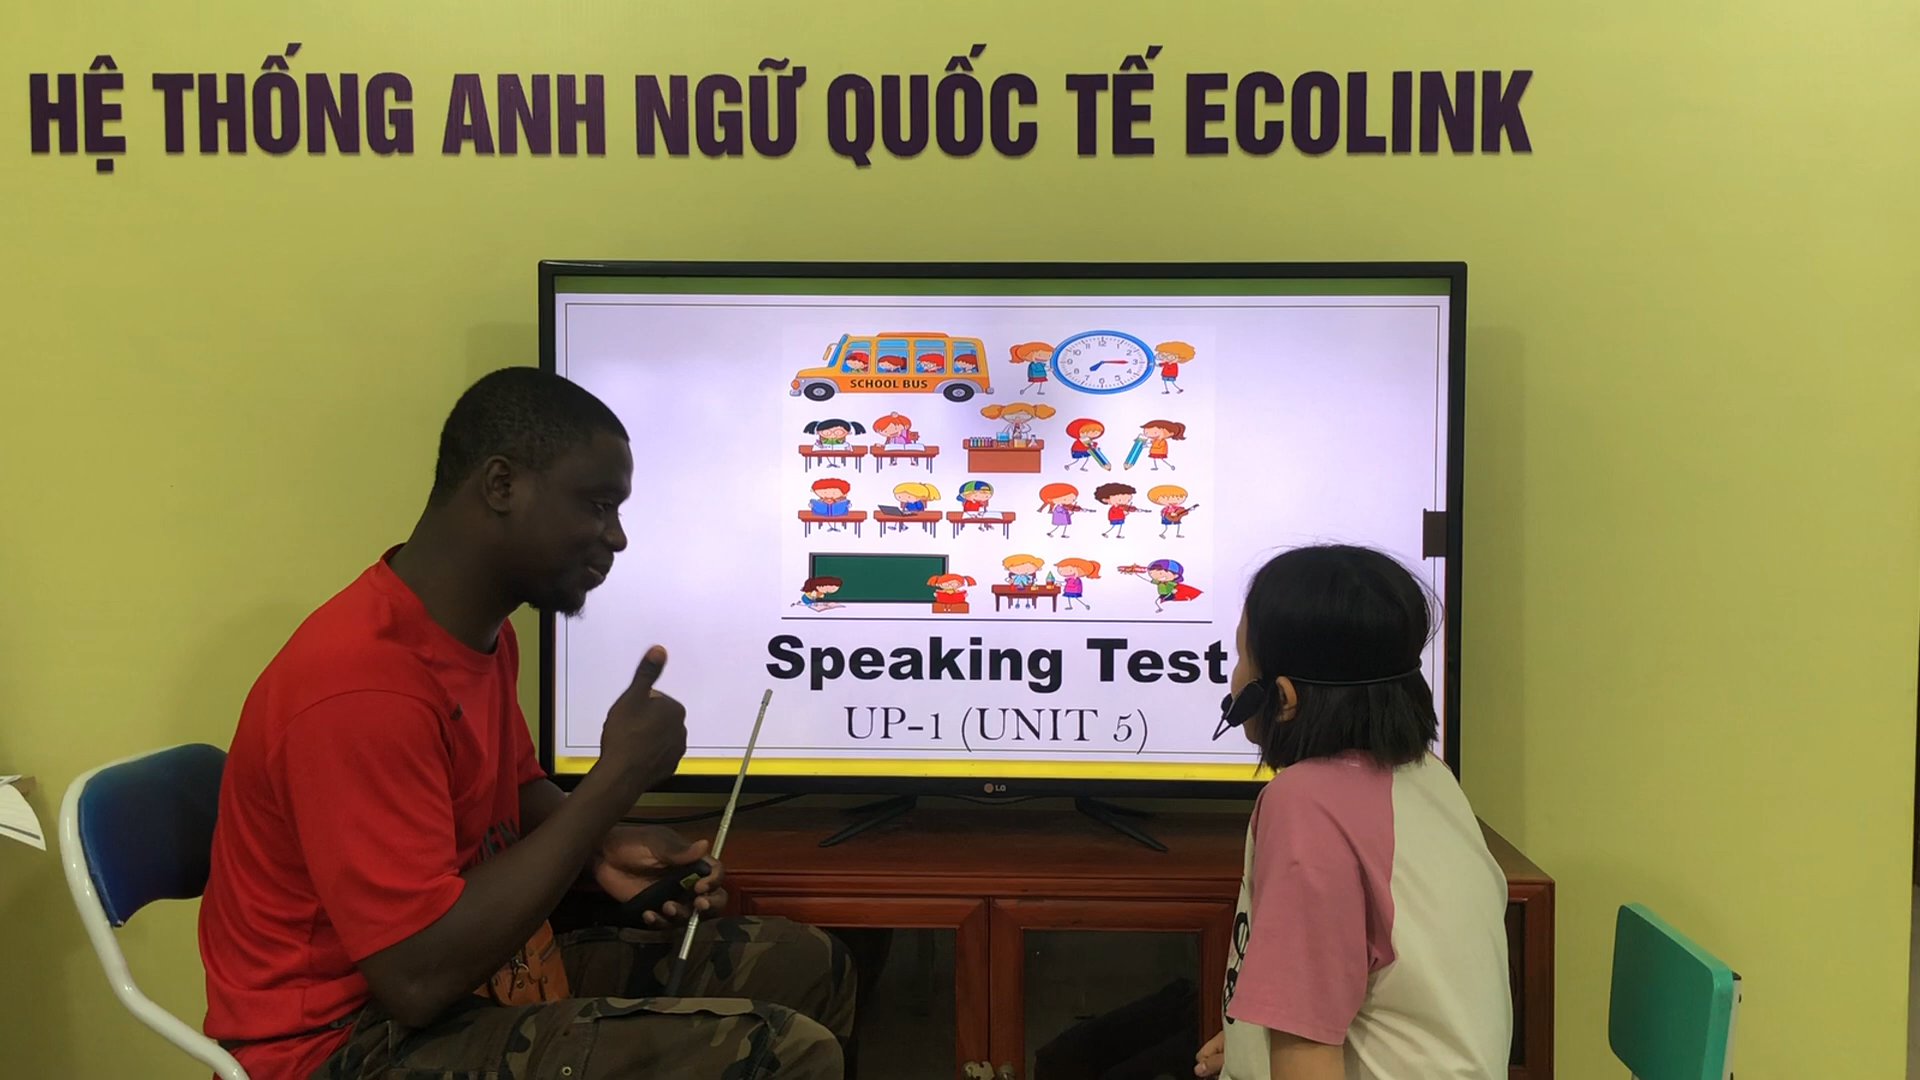 HỆ THỐNG ANH NGỮ QUỐC TẾ ECOLINK
SCHOOL BUS
Speaking Test
UP-1 (UNIT 5)
LG